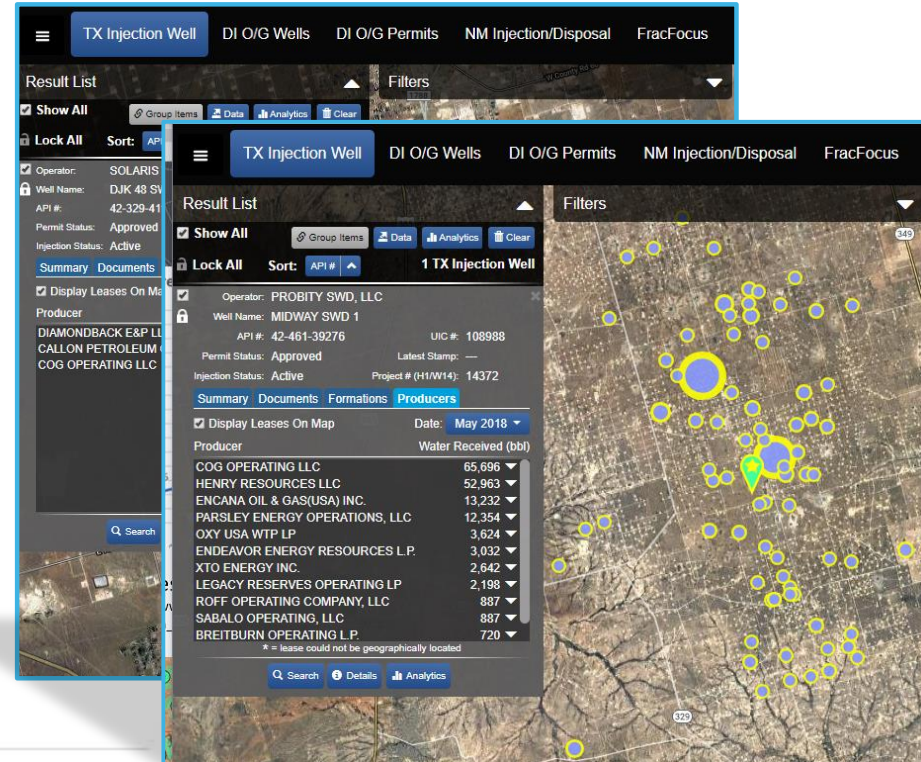 TX Injection Well DI O/G Wells DI O/G Permits NM Injection/Disposal FracFocus
Result List Filters
Show All Group Items Data Analytics Clear
Lock All Sort:
Operator: SOLARIS
Well Name: DJK 48
API #: 42-329-41
Permit Status: Approved
Injection Status: Active
Summary Documents
Display Leases On
Producer
DIAMONDBACK E&P
CALLON PETROLEUM
COG OPERATING LLC
Search
TX Injection Well DI O/G Wells DI O/G Permits NM Injection/Disposal FracFocus
Result List Filters
Show All Group Items Data Analytics Clear
Lock All Sort: API # 1 TX Injection Well
Operator: PROBITY SWD, LLC
Well Name: MIDWAY SWD 1
API #: 42-461-39276 UIC #: 108988
Permit Status: Approved Latest Stamp: —
Injection Status: Active Project # (H1/W14): 14372
Summary Documents Formations Producers
Display Leases On Map Date: May 2018
Producer Water Received (bbl)
COG OPERATING LLC 65,696
HENRY RESOURCES LLC 52,963
ENCANA OIL & GAS(USA) INC. 13,232
PARSLEY ENERGY OPERATIONS, LLC 12,354
OXY USA WTP LP 3,624
ENDEAVOR ENERGY RESOURCES L.P. 3,032
XTO ENERGY INC. 2,642
LEGACY RESERVES OPERATING LP 2,198
ROFF OPERATING COMPANY, LLC 887
SABALO OPERATING, LLC 887
BREITBURN OPERATING L.P. 720
* = lease could not be geographically located
Search Details Analytics
349
329